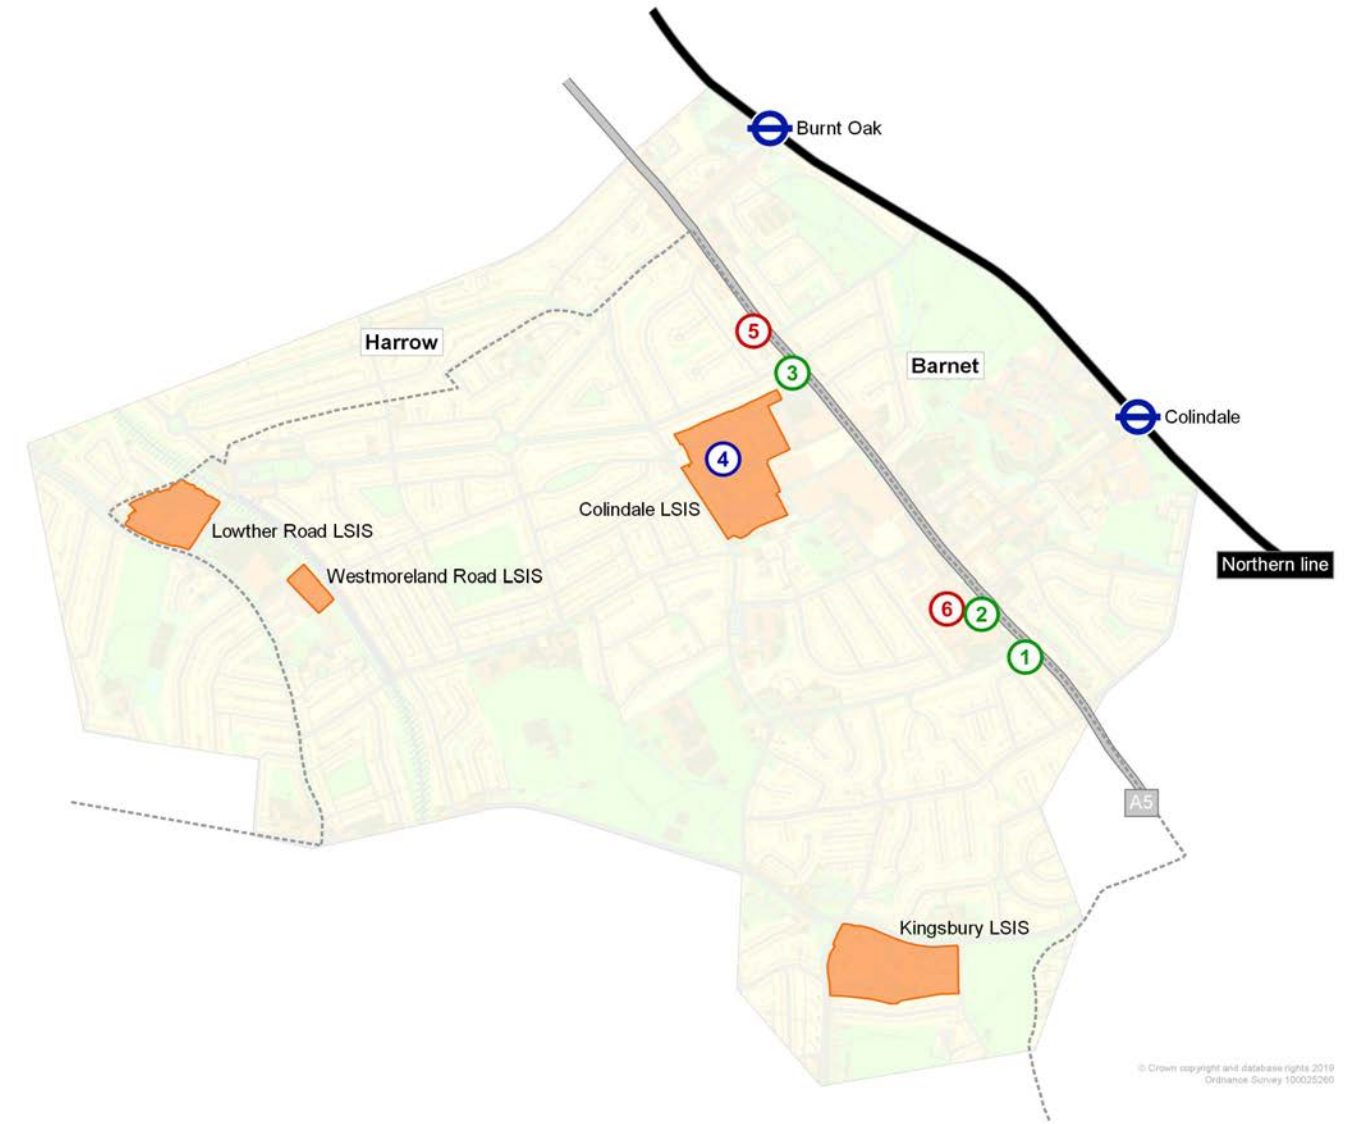 Burnt Oak
5
Harrow
Barnet
3
Colindale
4
Colindale LSIS
Lowther Road LSIS
Northern line
Westmoreland Road LSIS
6
2
1
A5
Kingsbury LSIS
© Crown copyright and database rights 2019
Ordnance Survey 100025260